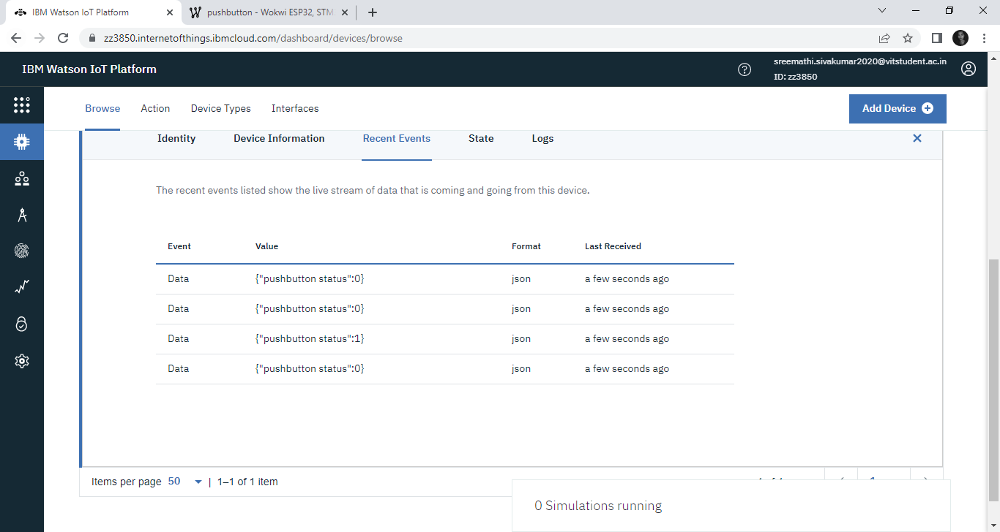 IBM Watson IoT Platform
pushbutton - Wokwi ESP32, STM
zz3850.internetofthings.ibmcloud.com/dashboard/devices/browse
IBM Watson IoT Platform
sreemathi.sivakumar2020@vitstudent.ac.in
ID: zz3850
Browse Action Device Types Interfaces
Add Device
Identity Device Information Recent Events State Logs
The recent events listed show the live stream of data that is coming and going from this device.
Event Value Format Last Received
Data {"pushbutton status":0} json a few seconds ago
Data {"pushbutton status":0} json a few seconds ago
Data {"pushbutton status":1} json a few seconds ago
Data {"pushbutton status":0} json a few seconds ago
Items per page 50 | 1–1 of 1 item
0 Simulations running